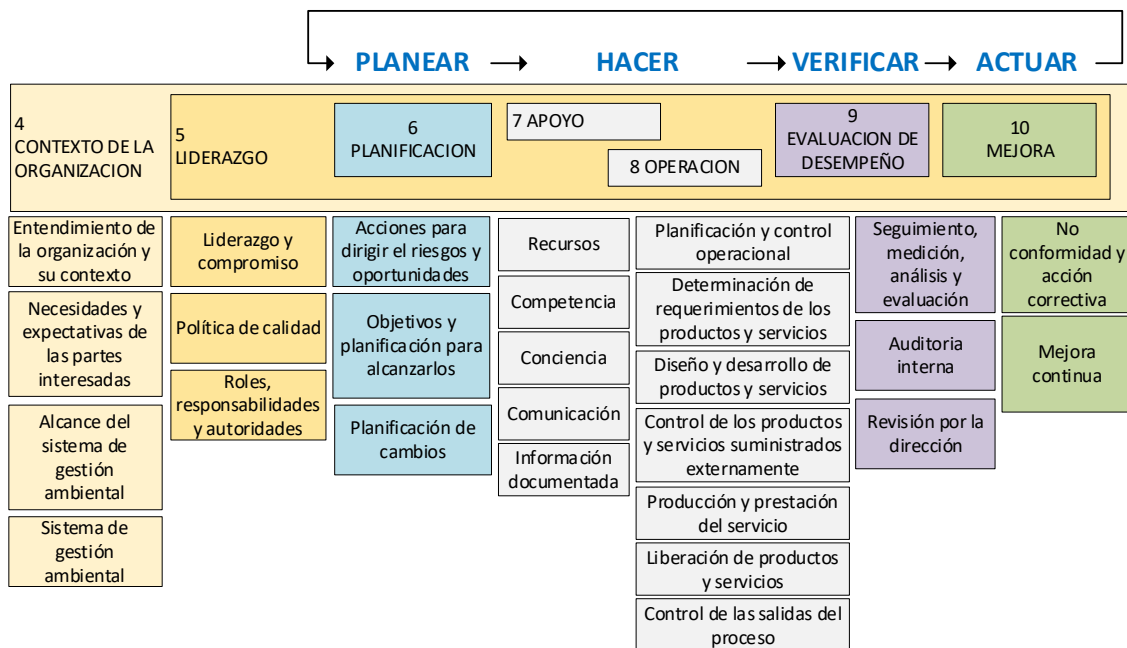 PLANEAR
HACER
VERIFICAR
ACTUAR
4
CONTEXTO DE LA
ORGANIZACION
5
LIDERAZGO
6
PLANIFICACION
7 APOYO
8 OPERACION
9
EVALUACION DE
DESEMPEÑO
10
MEJORA
Entendimiento de
la organización y
su contexto
Necesidades y
expectativas de
las partes
interesadas
Alcance del
sistema de
gestión
ambiental
Sistema de
gestión
ambiental
Liderazgo y
compromiso
Política de calidad
Roles,
responsabilidades
y autoridades
Acciones para
dirigir el riesgos y
oportunidades
Objetivos y
planificación para
alcanzarlos
Planificación de
cambios
Recursos
Competencia
Conciencia
Comunicación
Información
documentada
Planificación y control
operacional
Determinación de
requerimientos de los
productos y servicios
Diseño y desarrollo de
productos y servicios
Control de los productos
y servicios suministrados
externamente
Producción y prestación
del servicio
Liberación de productos
y servicios
Control de las salidas del
proceso
Seguimiento,
medición,
análisis y
evaluación
Auditoria
interna
Revisión por la
dirección
No
conformidad y
acción
correctiva
Mejora
continua